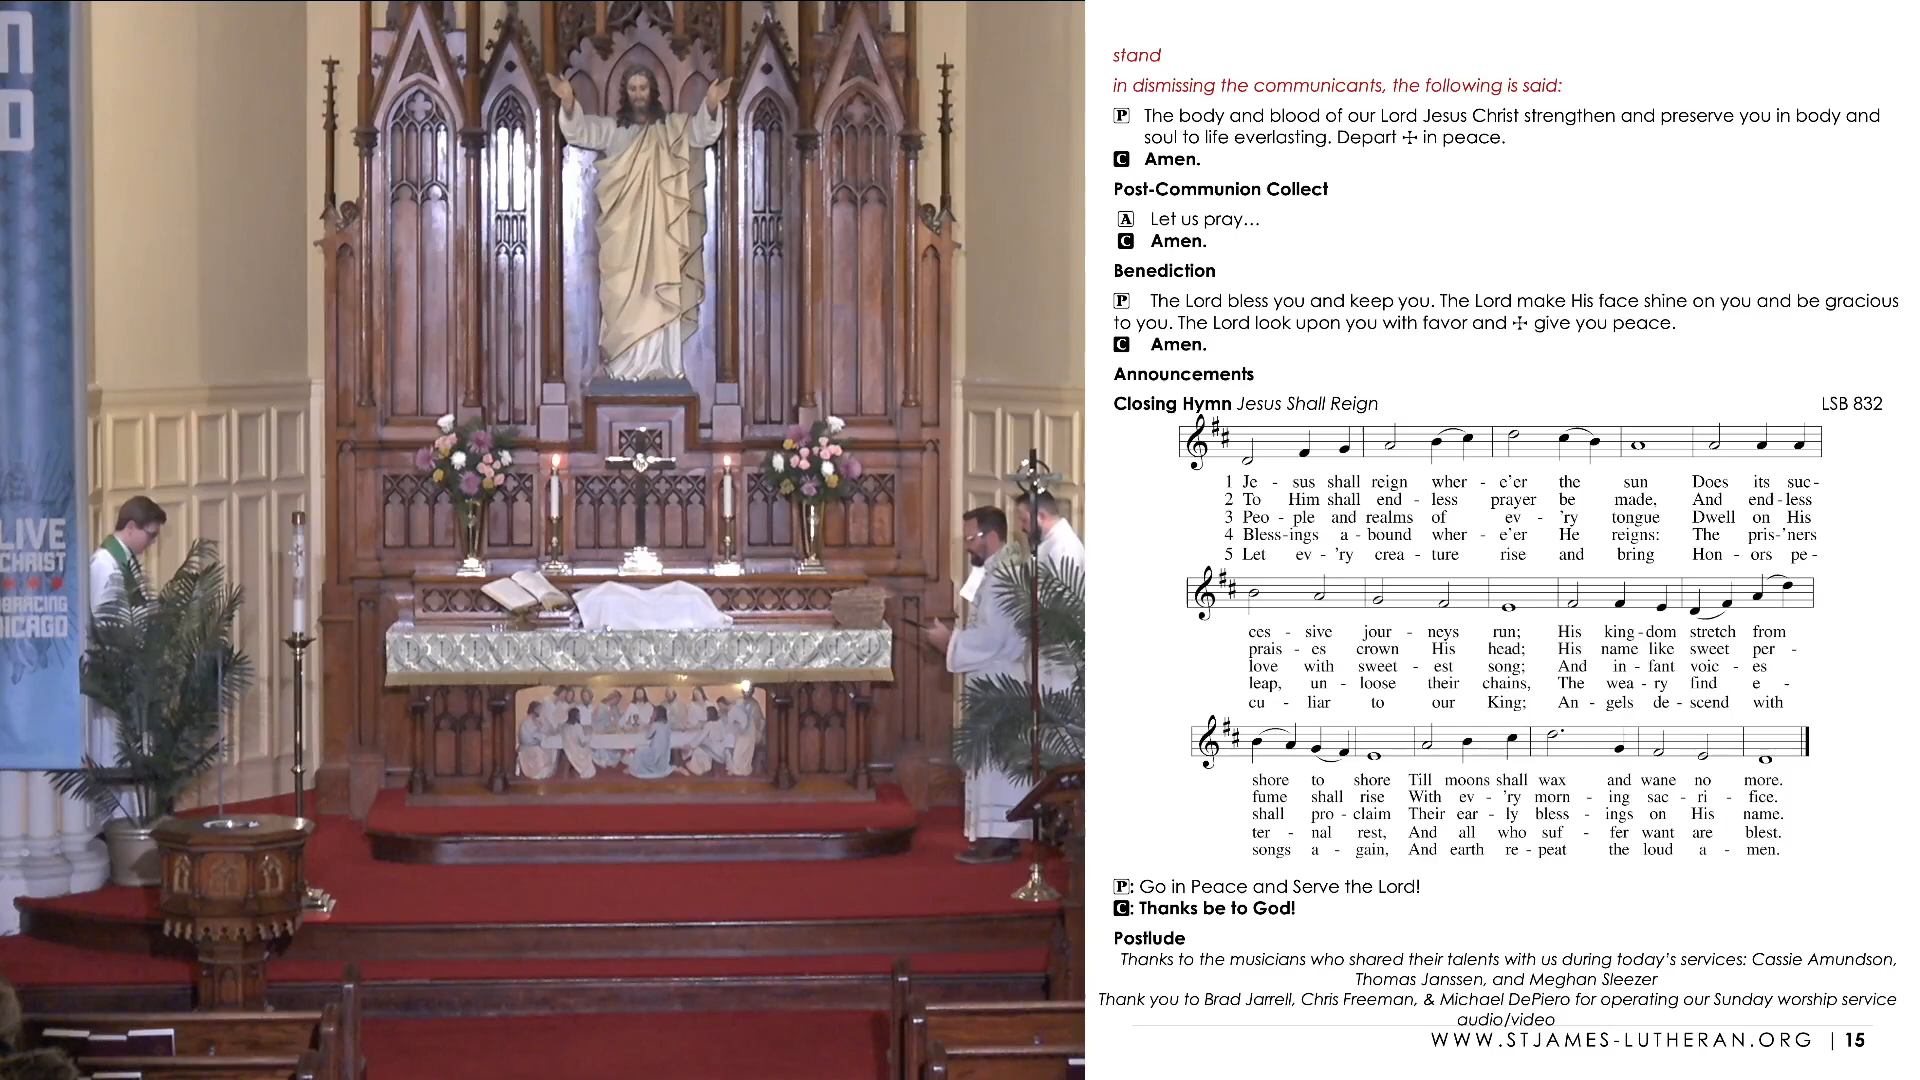 LIVE
CHRIST
CHICAGO
stand
in dismissing the communicants, the following is said:
P The body and blood of our Lord Jesus Christ strengthen and preserve you in body and
soul to life everlasting. Depart ☩ in peace.
C Amen.
Post-Communion Collect
A Let us pray…
C Amen.
Benediction
P The Lord bless you and keep you. The Lord make His face shine on you and be gracious
to you. The Lord look upon you with favor and ☩ give you peace.
C Amen.
Announcements
Closing Hymn Jesus Shall Reign LSB 832
1 Je - sus shall reign wher - e'er the sun Does its suc -
2 To Him shall end - less prayer be made, And end - less
3 Peo - ple and realms of ev - 'ry tongue Dwell on His
4 Bless - ings a - bound wher - e'er He reigns: The pris - 'ners
5 Let ev - 'ry crea - ture rise and bring Hon - ors pe -
ces - sive jour - neys run; His king - dom stretch from
prais - es crown His head; His name like sweet per -
love with sweet - est song; And in - fant voic - es
leap, un - loose their chains, The wea - ry find e -
cu - liar to our King; An - gels de - scend with
shore to shore Till moons shall wax and wane no more.
fume shall rise With ev - 'ry morn - ing sac - ri - fice.
shall pro - claim Their ear - ly bless - ings on His name.
ter - nal rest, And all who suf - fer want are blest.
songs a - gain, And earth re - peat the loud a - men.
P: Go in Peace and Serve the Lord!
C: Thanks be to God!
Postlude
Thanks to the musicians who shared their talents with us during today's services: Cassie Amundson,
Thomas Janssen, and Meghan Sleezer
Thank you to Brad Jarrell, Chris Freeman, & Michael DePiero for operating our Sunday worship service
audio/video
WWW.STJAMES-LUTHERAN.ORG | 15